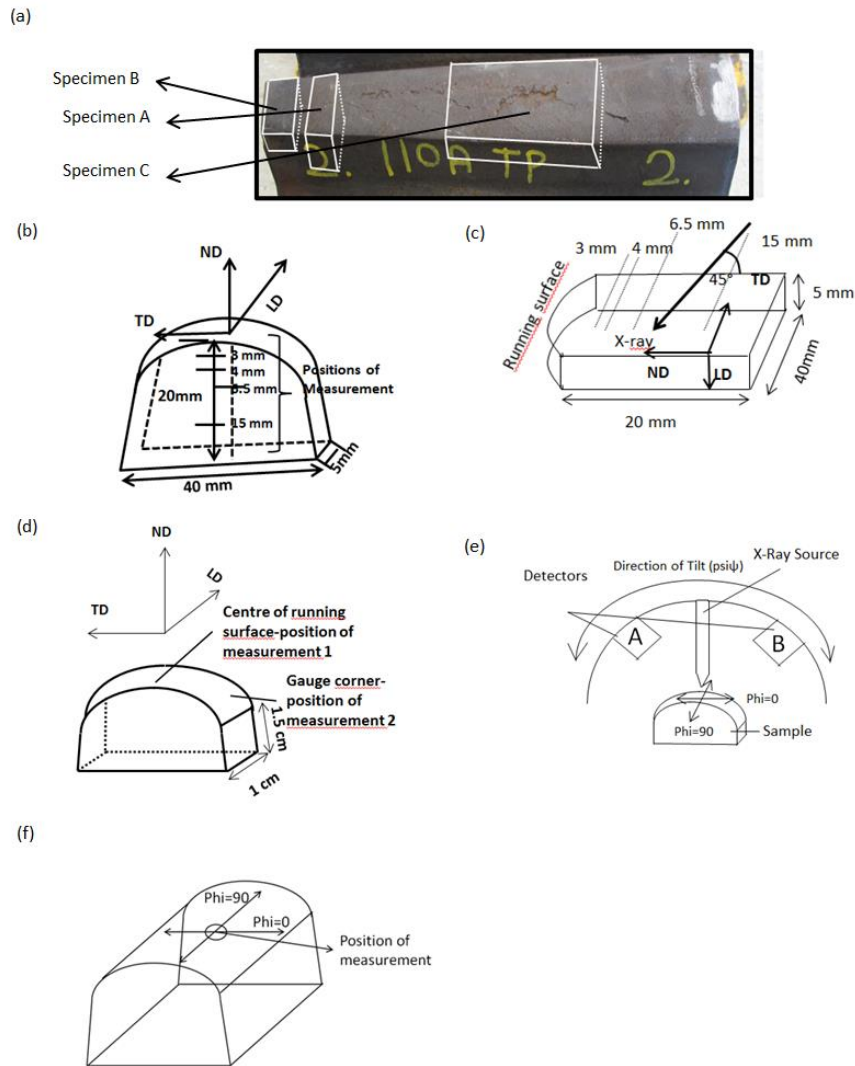 (a)
Specimen B
Specimen A
Specimen C
2. 110A TP 2.
(b)
ND
LD
TD
3 mm
4 mm
6.5 mm
15 mm
20mm
Positions of
Measurement
5mm
40 mm
(c)
6.5 mm
3 mm 4 mm 15 mm
45° TD
5 mm
Running surface
X-ray
ND LD
40mm
20 mm
(d)
ND
LD
TD
Centre of running
surface-position of
measurement 1
Gauge corner-
position of
measurement 2
1.5 cm
1 cm
(e)
X-Ray Source
Direction of Tilt (psiψ)
Detectors
A B
Phi=0
Phi=90 Sample
(f)
Phi=90
Phi=0
Position of
measurement